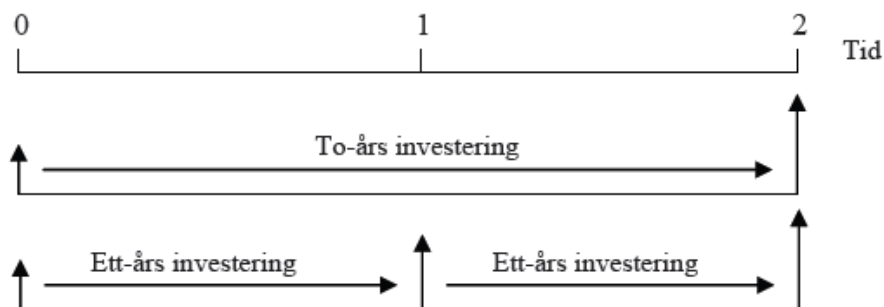 0 1 2
Tid
To-års investering
Ett-års investering Ett-års investering